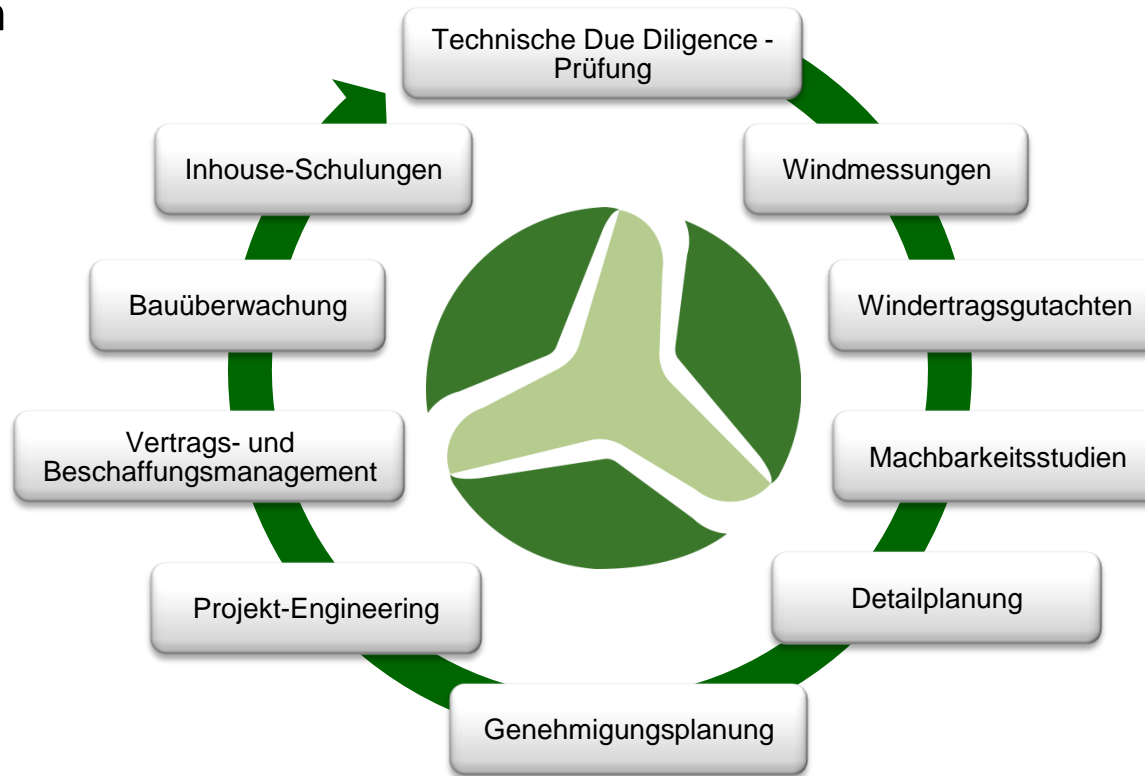 n
Technische Due Diligence -
Prüfung
Windmessungen
Windertragsgutachten
Machbarkeitsstudien
Detailplanung
Genehmigungsplanung
Projekt-Engineering
Vertrags- und
Beschaffungsmanagement
Bauüberwachung
Inhouse-Schulungen